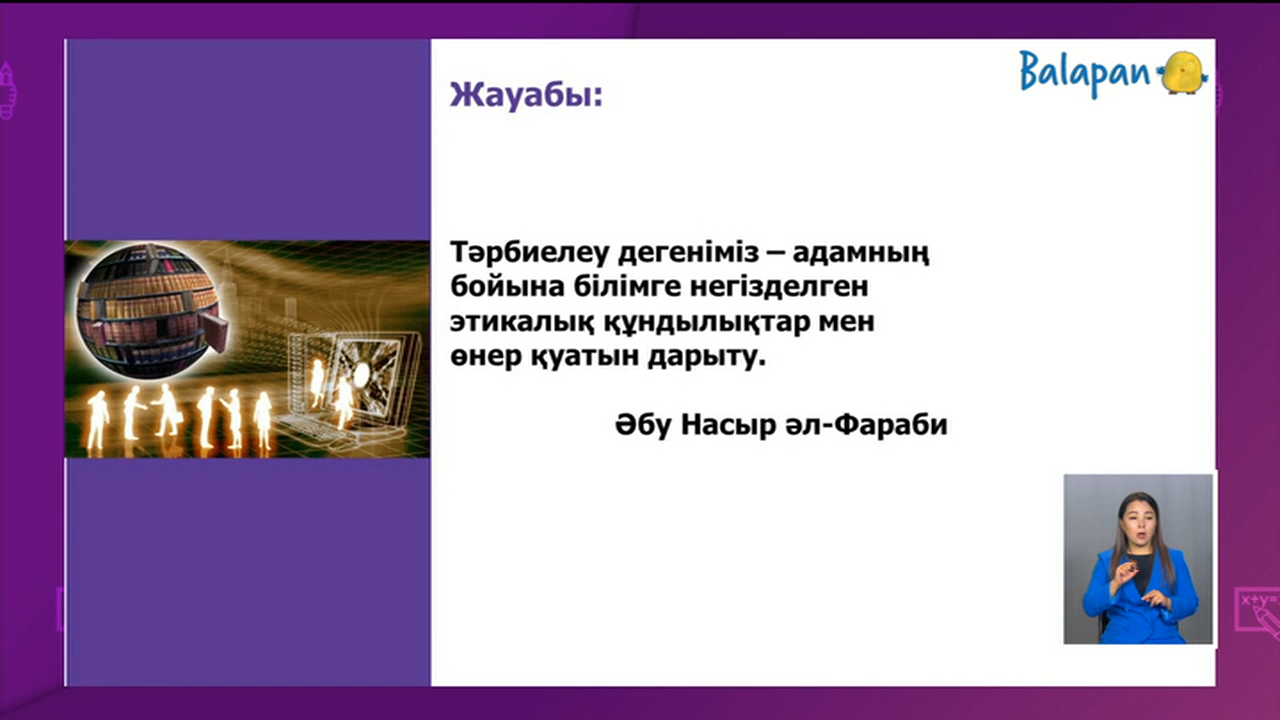 Balapan
Жауабы:
Тәрбиелеу дегеніміз – адамның
бойына білімге негізделген
этикалық құндылықтар мен
өнер қуатын дарыту.
Әбу Насыр әл-Фараби
x+y=